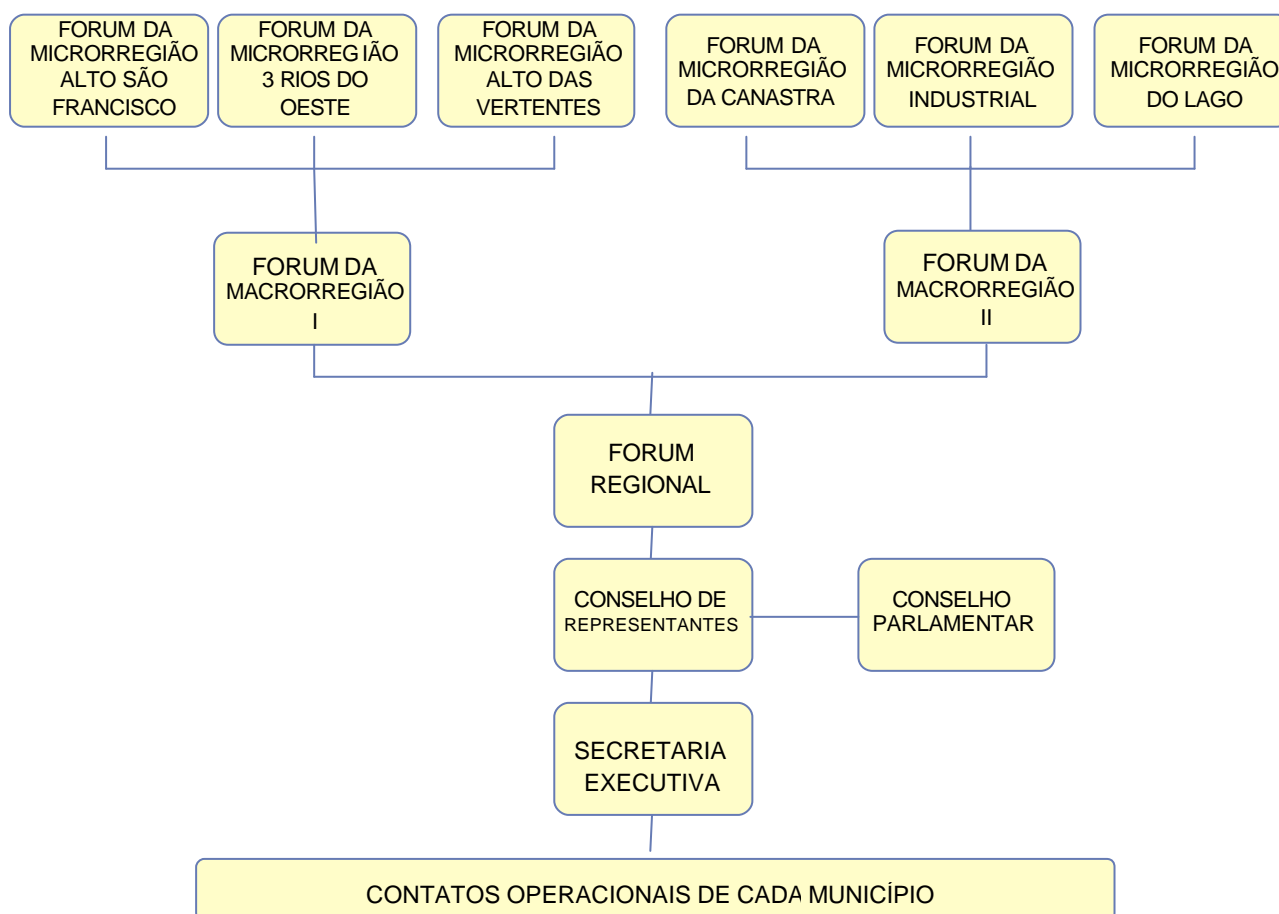 FORUM DA
MICRORREGIÃO
ALTO SÃO
FRANCISCO
FORUM DA
MICRORREGIÃO
3 RIOS DO
OESTE
FORUM DA
MICRORREGIÃO
ALTO DAS
VERTENTES
FORUM DA
MICRORREGIÃO
DA CANASTRA
FORUM DA
MICRORREGIÃO
INDUSTRIAL
FORUM DA
MICRORREGIÃO
DO LAGO
FORUM DA
MACRORREGIÃO
I
FORUM DA
MACRORREGIÃO
II
FORUM
REGIONAL
CONSELHO DE
REPRESENTANTES
CONSELHO
PARLAMENTAR
SECRETARIA
EXECUTIVA
CONTATOS OPERACIONAIS DE CADA MUNICÍPIO